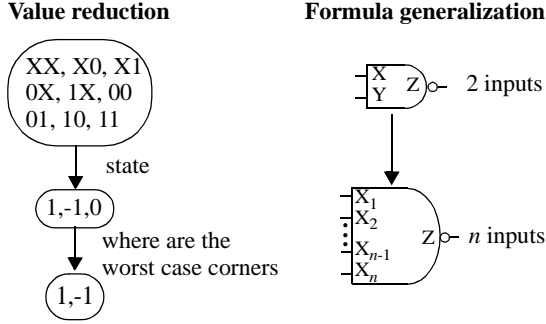 Value reduction
XX, X0, X1
0X, 1X, 00
01, 10, 11
state
1,-1,0
where are the
worst case corners
1,-1
Formula generalization
X
Y
Z
2 inputs
X1
X2
Xn-1
Xn
Z
n inputs